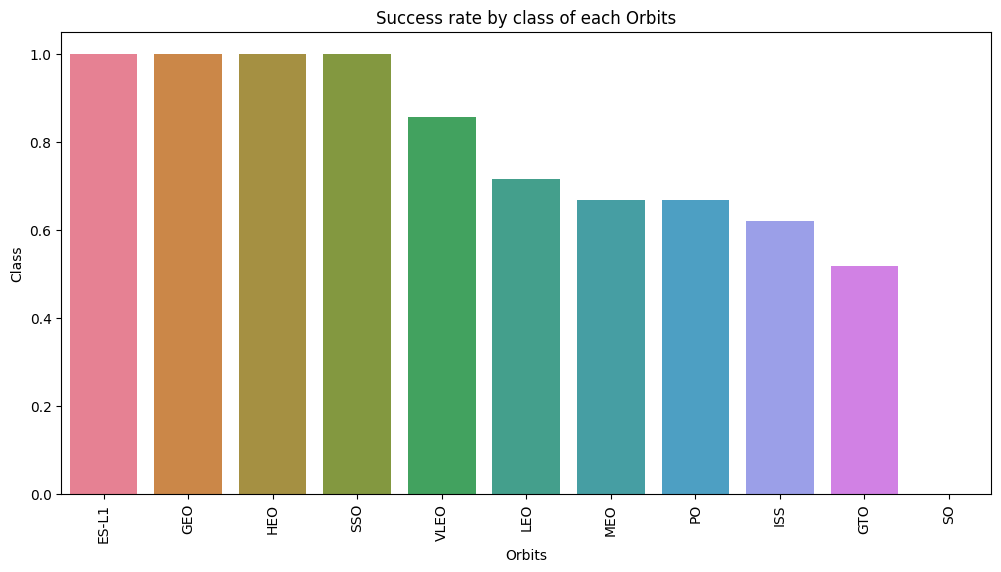 Success rate by class of each Orbits
1.0
0.8
0.6
0.4
0.2
0.0
Class
ES-L1
GEO
HEO
SSO
VLEO
LEO
MEO
PO
ISS
GTO
SO
Orbits